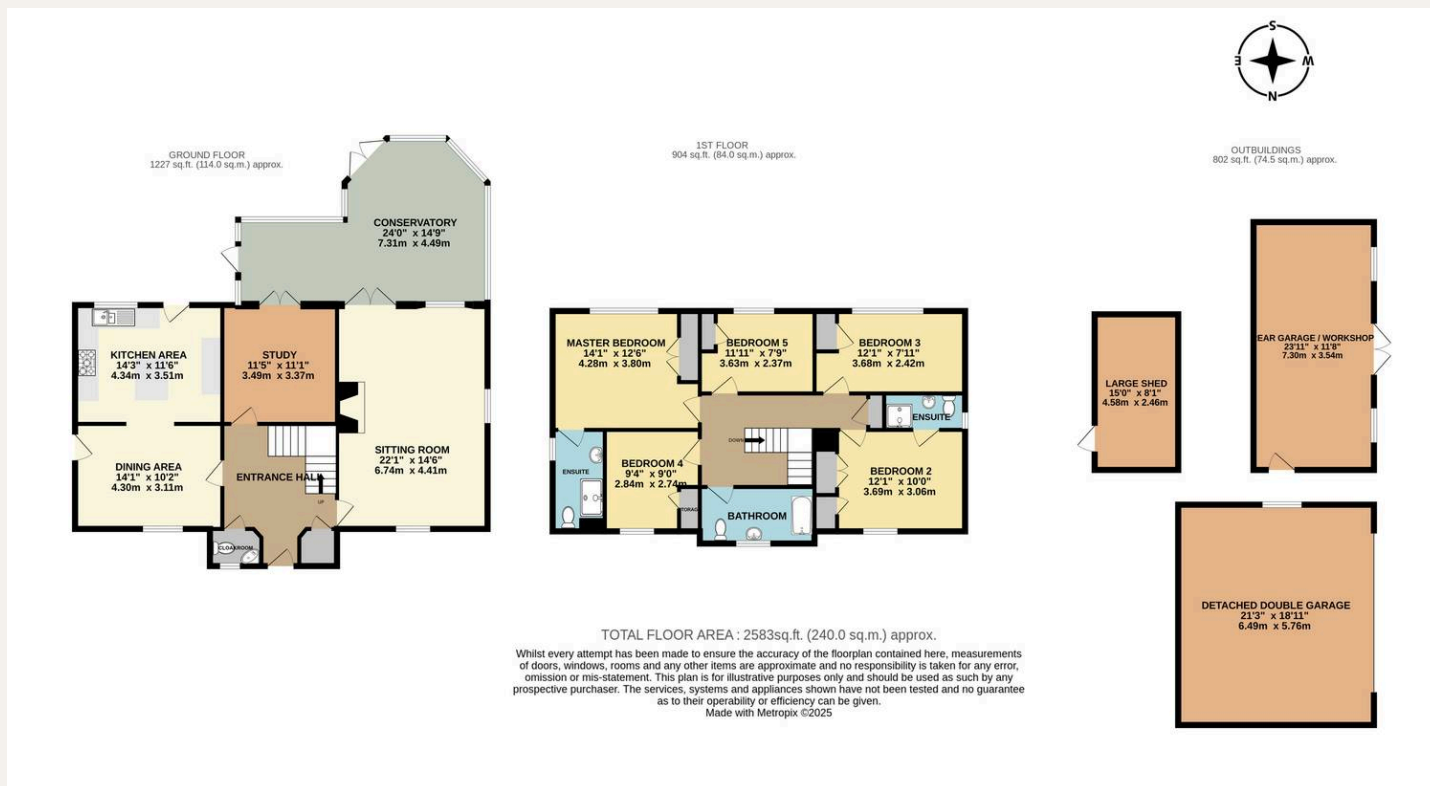 S
E
W
N
GROUND FLOOR
1227 sq.ft. (114.0 sq.m.) approx.
CONSERVATORY
24'0" x 14'9"
7.31m x 4.49m
KITCHEN AREA
14'3" x 11'6"
4.34m x 3.51m
STUDY
11'5" x 11'1"
3.49m x 3.37m
SITTING ROOM
22'1" x 14'6"
6.74m x 4.41m
DINING AREA
14'1" x 10'2"
4.30m x 3.11m
ENTRANCE HALL
UP
CLOAKROOM
1ST FLOOR
904 sq.ft. (84.0 sq.m.) approx.
MASTER BEDROOM
14'1" x 12'6"
4.28m x 3.80m
BEDROOM 5
11'11" x 7'9"
3.63m x 2.37m
BEDROOM 3
12'1" x 7'11"
3.68m x 2.42m
ENSUITE
DOWN
ENSUITE
BEDROOM 4
9'4" x 9'0"
2.84m x 2.74m
STORAG
BATHROOM
BEDROOM 2
12'1" x 10'0"
3.69m x 3.06m
OUTBUILDINGS
802 sq.ft. (74.5 sq.m.) approx.
EAR GARAGE / WORKSHOP
23'11" x 11'8"
7.30m x 3.54m
LARGE SHED
15'0" x 8'1"
4.58m x 2.46m
DETACHED DOUBLE GARAGE
21'3" x 18'11"
6.49m x 5.76m
TOTAL FLOOR AREA : 2583sq.ft. (240.0 sq.m.) approx.
Whilst every attempt has been made to ensure the accuracy of the floorplan contained here, measurements
of doors, windows, rooms and any other items are approximate and no responsibility is taken for any error,
omission or mis-statement. This plan is for illustrative purposes only and should be used as such by any
prospective purchaser. The services, systems and appliances shown have not been tested and no guarantee
as to their operability or efficiency can be given.
Made with Metropix ©2025